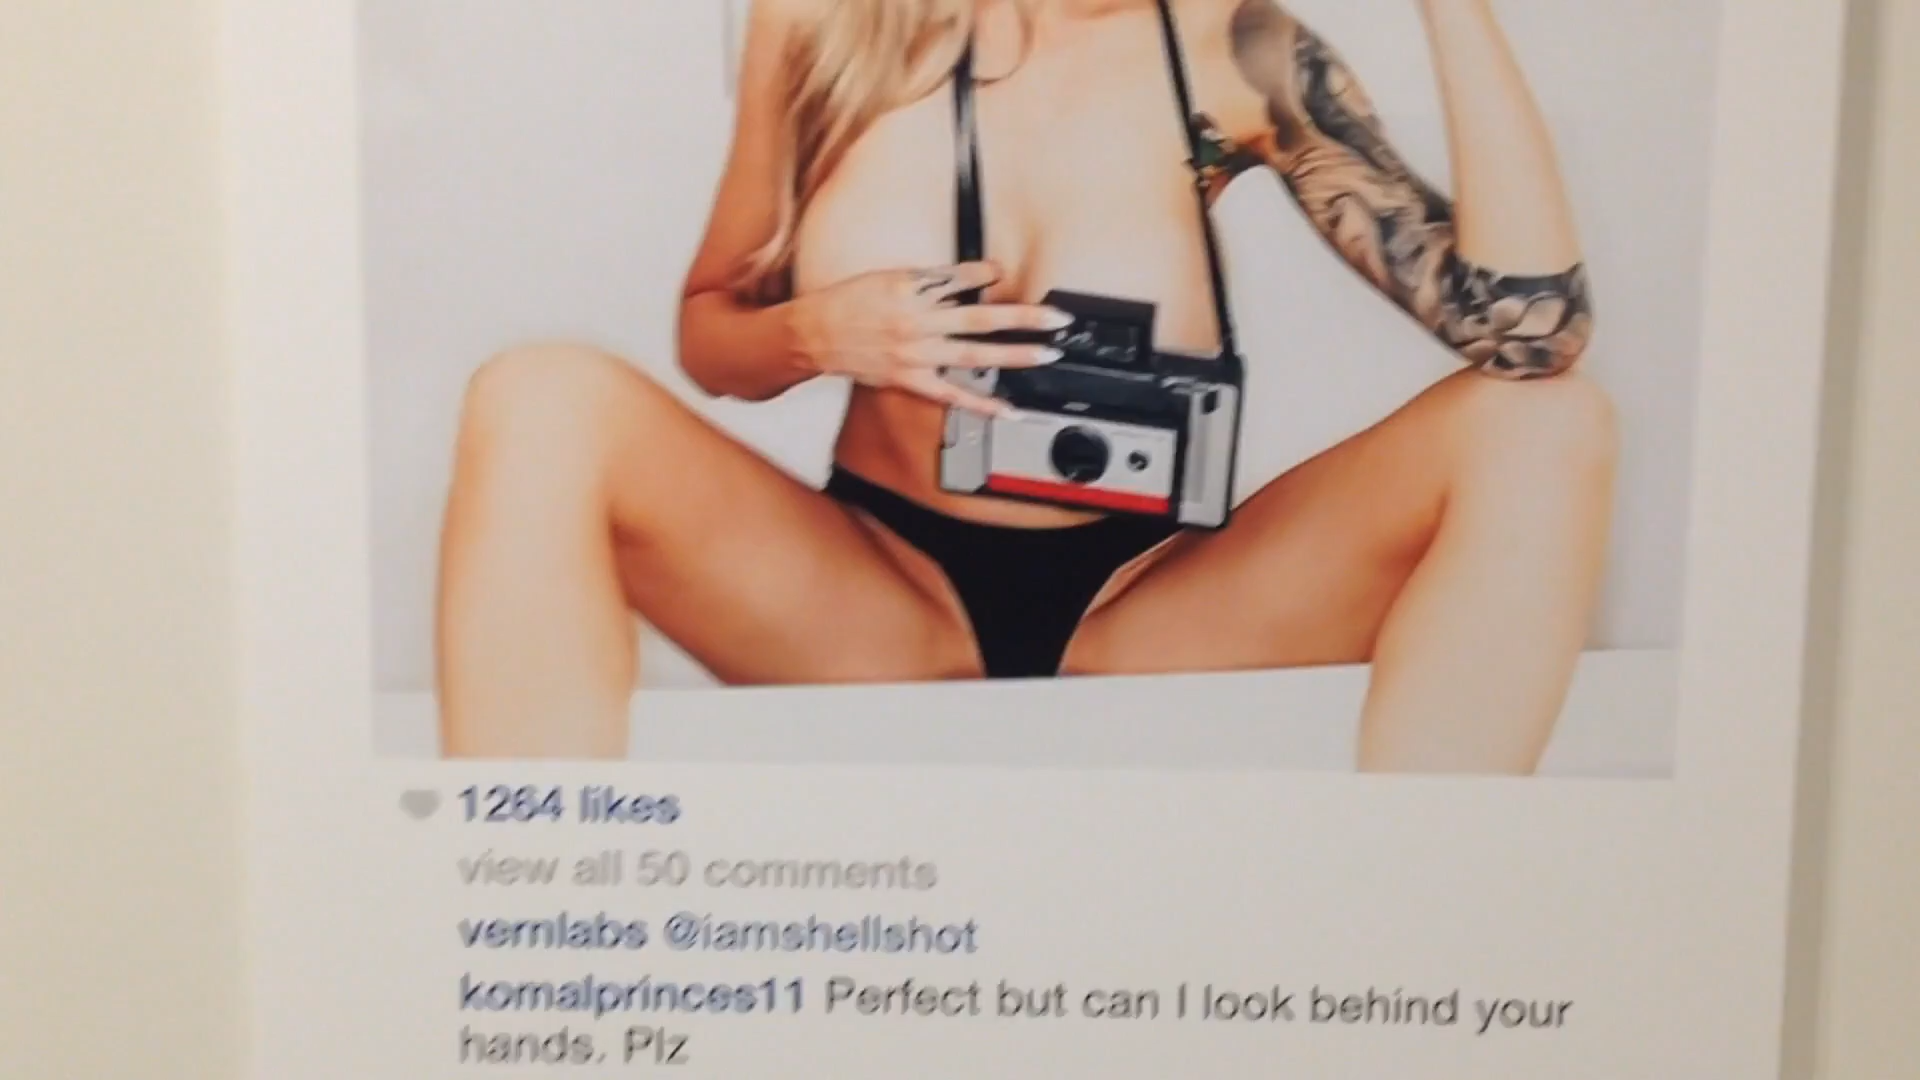 1264 likes
view all 50 comments
vernlabs @iamshellshot
komalprinces11 Perfect but can I look behind your
hands. Plz